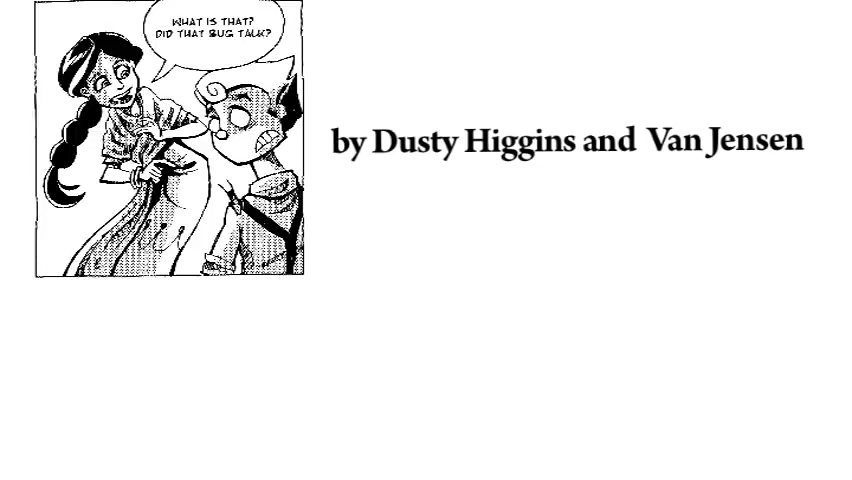 WHAT IS THAT?
DID THAT BUG TALK?
by Dusty Higgins and Van Jensen